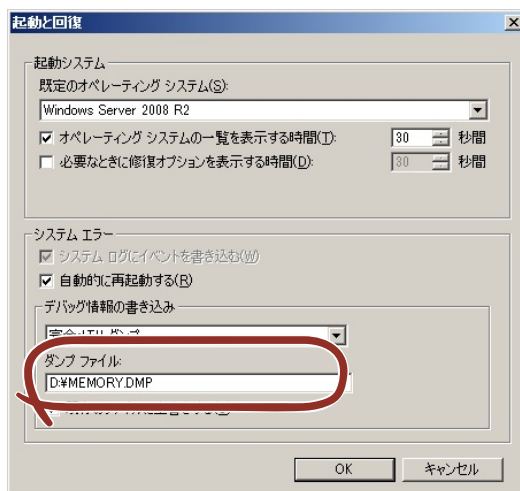 起動と回復
起動システム
既定のオペレーティング システム(S):
Windows Server 2008 R2
オペレーティング システムの一覧を表示する時間(T): 30 秒間
必要なときに修復オプションを表示する時間(D): 30 秒間
システム エラー
システム ログにイベントを書き込む(W)
自動的に再起動する(R)
デバッグ情報の書き込み
ダンプ ファイル:
D:¥MEMORY.DMP
OK キャンセル